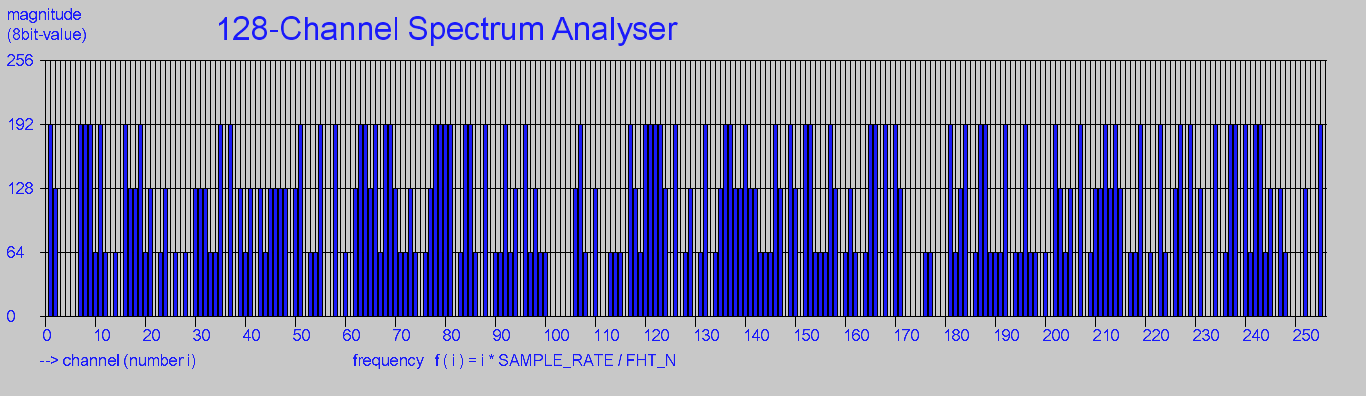 magnitude
(8bit-value)
128-Channel Spectrum Analyser
256
192
128
64
0
0 10 20 30 40 50 60 70 80 90 100 110 120 130 140 150 160 170 180 190 200 210 220 230 240 250
--> channel (number i) frequency f ( i ) = i * SAMPLE_RATE / FHT_N